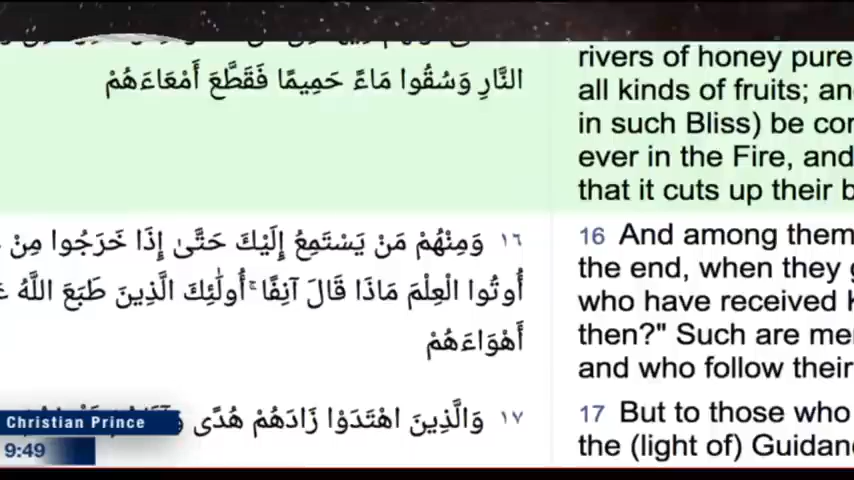 النَّارِ وَسُقُوا مَاءً حَمِيمًا فَقَطَّعَ أَمْعَاءَهُمْ
١٦ وَمِنْهُمْ مَنْ يَسْتَمِعُ إِلَيْكَ حَتَّىٰ إِذَا خَرَجُوا مِنْ
أُوتُوا الْعِلْمَ مَاذَا قَالَ آنِفًا ۚ أُولَٰئِكَ الَّذِينَ طَبَعَ اللَّهُ
أَهْوَاءَهُمْ
١٧ وَالَّذِينَ اهْتَدَوْا زَادَهُمْ هُدًى
rivers of honey pure
all kinds of fruits; an
in such Bliss) be con
ever in the Fire, and
that it cuts up their b
16 And among them
the end, when they g
who have received K
then?" Such are me
and who follow their
17 But to those who
the (light of) Guidan
Christian Prince
9:49